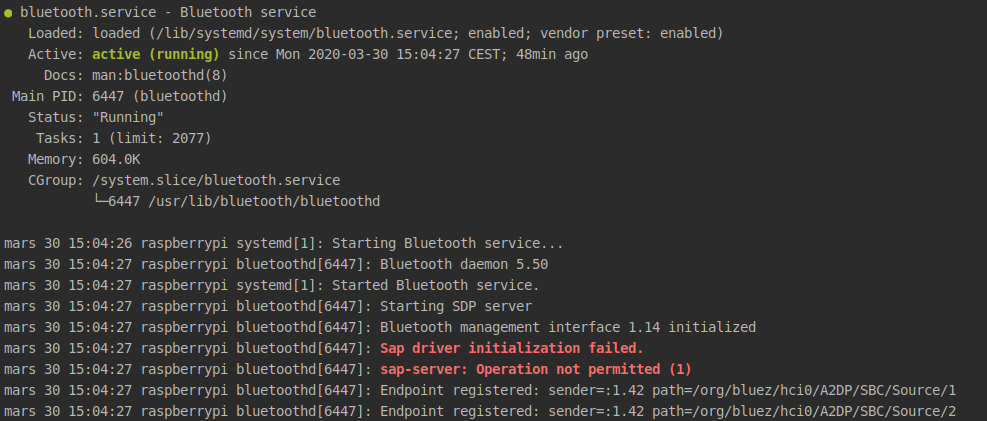 ● bluetooth.service - Bluetooth service
Loaded: loaded (/lib/systemd/system/bluetooth.service; enabled; vendor preset: enabled)
Active: active (running) since Mon 2020-03-30 15:04:27 CEST; 48min ago
Docs: man:bluetoothd(8)
Main PID: 6447 (bluetoothd)
Status: "Running"
Tasks: 1 (limit: 2077)
Memory: 604.0K
CGroup: /system.slice/bluetooth.service
└─6447 /usr/lib/bluetooth/bluetoothd
mars 30 15:04:26 raspberrypi systemd[1]: Starting Bluetooth service...
mars 30 15:04:27 raspberrypi bluetoothd[6447]: Bluetooth daemon 5.50
mars 30 15:04:27 raspberrypi systemd[1]: Started Bluetooth service.
mars 30 15:04:27 raspberrypi bluetoothd[6447]: Starting SDP server
mars 30 15:04:27 raspberrypi bluetoothd[6447]: Bluetooth management interface 1.14 initialized
mars 30 15:04:27 raspberrypi bluetoothd[6447]: Sap driver initialization failed.
mars 30 15:04:27 raspberrypi bluetoothd[6447]: sap-server: Operation not permitted (1)
mars 30 15:04:27 raspberrypi bluetoothd[6447]: Endpoint registered: sender=:1.42 path=/org/bluez/hci0/A2DP/SBC/Source/1
mars 30 15:04:27 raspberrypi bluetoothd[6447]: Endpoint registered: sender=:1.42 path=/org/bluez/hci0/A2DP/SBC/Source/2